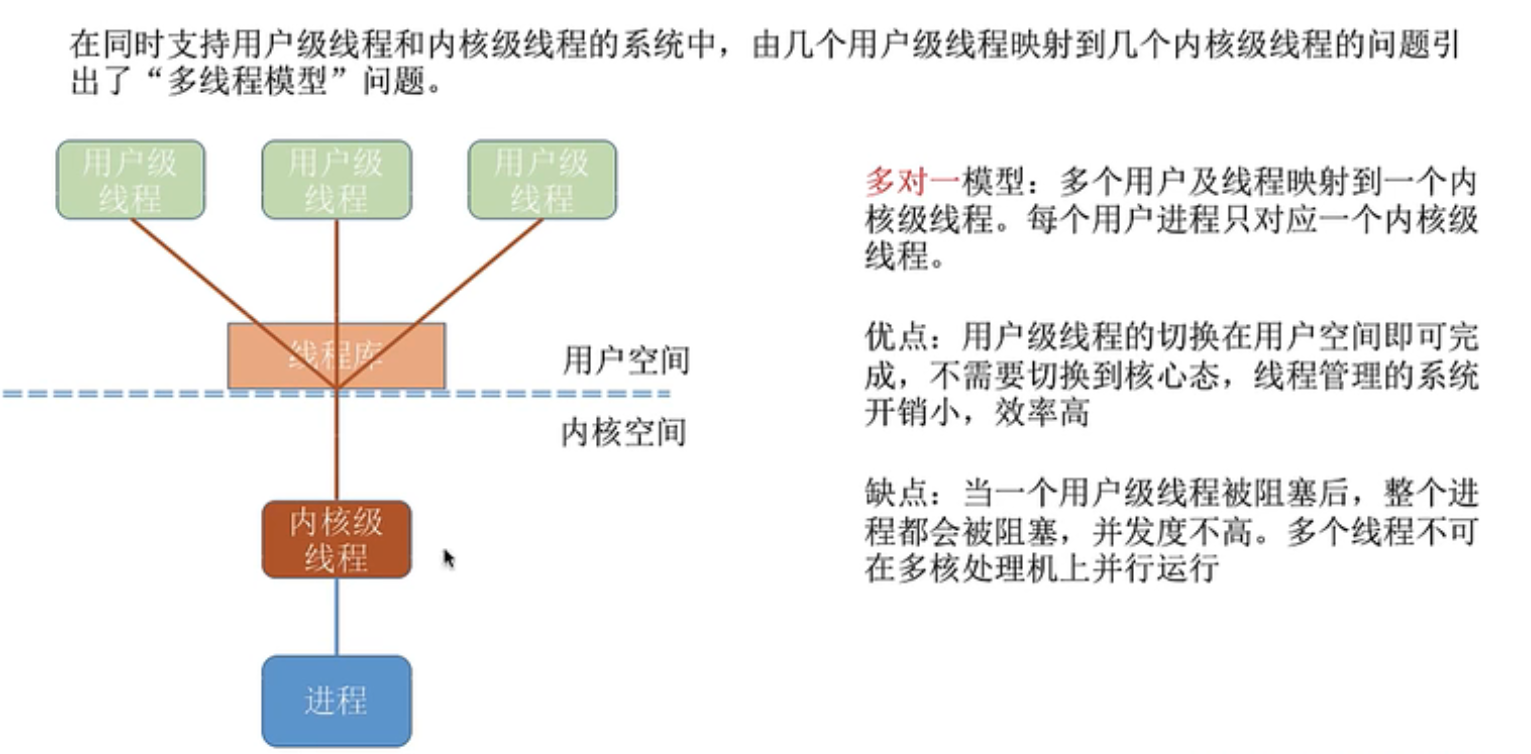 在同时支持用户级线程和内核级线程的系统中，由几个用户级线程映射到几个内核级线程的问题引
出了“多线程模型”问题。
用户级
线程
用户级
线程
用户级
线程
线程库
用户空间
内核空间
内核级
线程
进程
多对一模型：多个用户及线程映射到一个内
核级线程。每个用户进程只对应一个内核级
线程。
优点：用户级线程的切换在用户空间即可完
成，不需要切换到核心态，线程管理的系统
开销小，效率高
缺点：当一个用户级线程被阻塞后，整个进
程都会被阻塞，并发度不高。多个线程不可
在多核处理机上并行运行